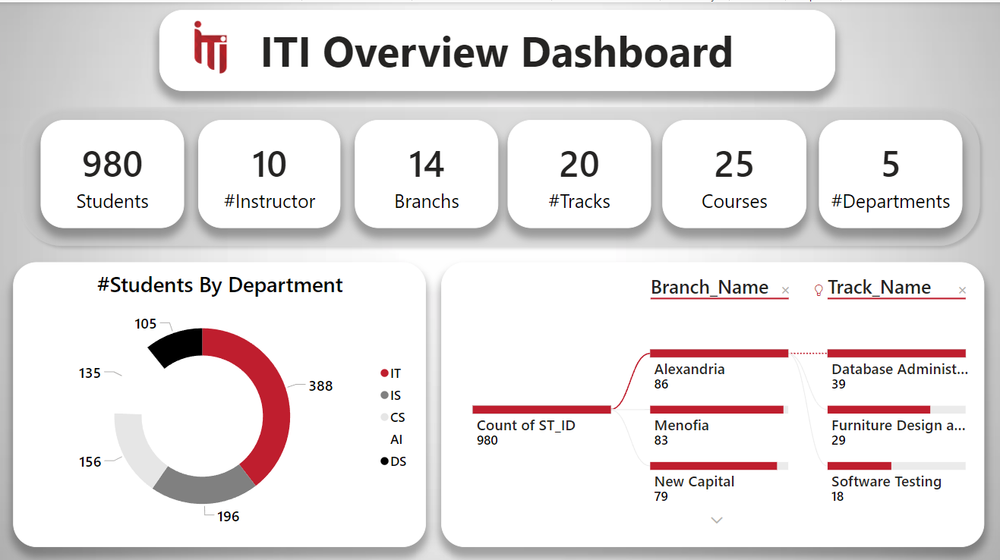 iTi
ITI Overview Dashboard
980
Students
10
#Instructor
14
Branchs
20
#Tracks
25
Courses
5
#Departments
#Students By Department
105
135
156
196
388
IT
IS
CS
AI
DS
Branch_Name
Track_Name
Count of ST_ID
980
Alexandria
86
Menofia
83
New Capital
79
Database Administ...
39
Furniture Design a...
29
Software Testing
18